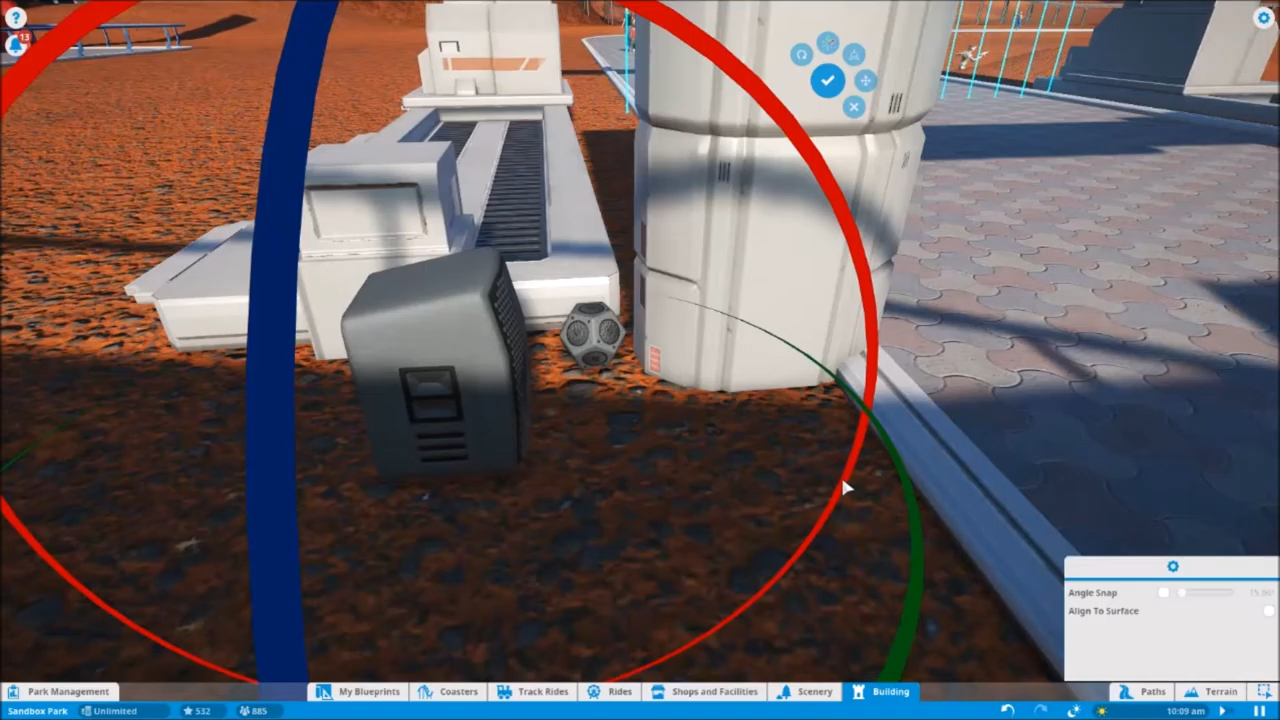 ?
13
Angle Snap
Align To Surface
Park Management
My Blueprints
Coasters
Track Rides
Rides
Shops and Facilities
Scenery
Building
Paths
Terrain
Sandbox Park
Unlimited
532
885
10:09 am